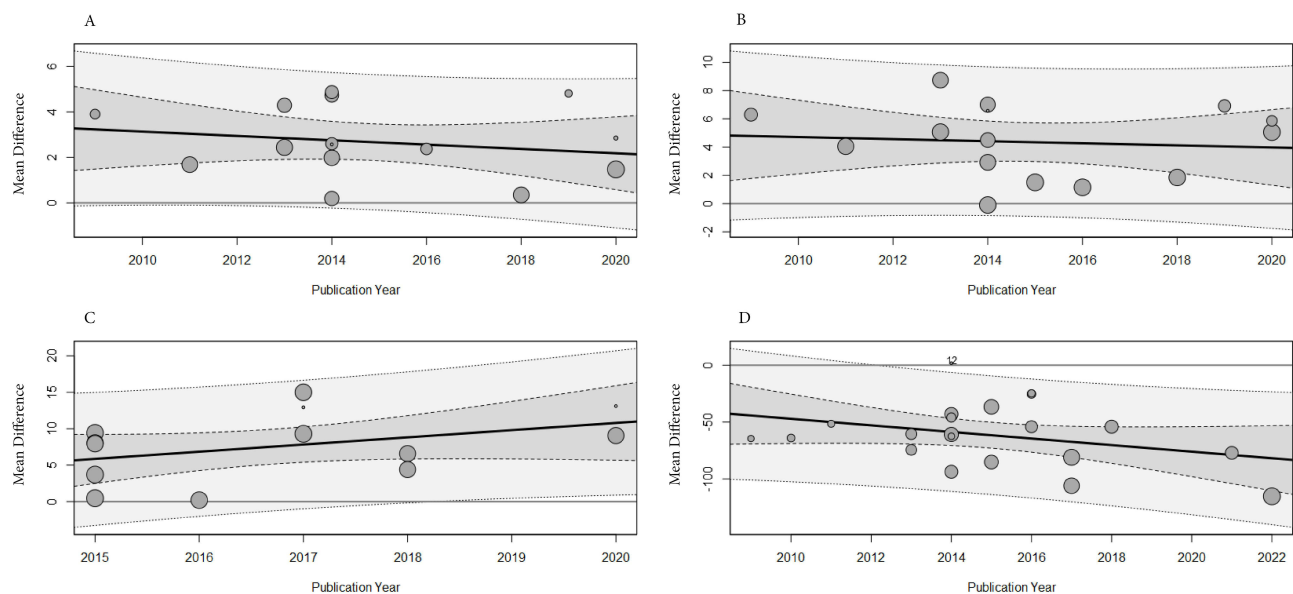 A
Mean Difference
6
4
2
0
2010 2012 2014 2016 2018 2020
Publication Year
B
Mean Difference
10
8
6
4
2
0
-2
2010 2012 2014 2016 2018 2020
Publication Year
C
Mean Difference
20
15
10
5
0
2015 2016 2017 2018 2019 2020
Publication Year
D
Mean Difference
0
-50
-100
12
2010 2012 2014 2016 2018 2020 2022
Publication Year